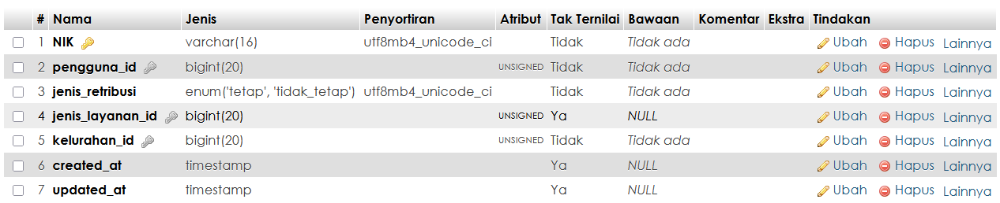 # Nama Jenis Penyortiran Atribut Tak Ternilai Bawaan Komentar Ekstra Tindakan
1 NIK varchar(16) utf8mb4_unicode_ci Tidak Tidak ada Ubah Hapus Lainnya
2 pengguna_id bigint(20) UNSIGNED Tidak Tidak ada Ubah Hapus Lainnya
3 jenis_retribusi enum('tetap', 'tidak_tetap') utf8mb4_unicode_ci Tidak Tidak ada Ubah Hapus Lainnya
4 jenis_layanan_id bigint(20) UNSIGNED Ya NULL Ubah Hapus Lainnya
5 kelurahan_id bigint(20) UNSIGNED Tidak Tidak ada Ubah Hapus Lainnya
6 created_at timestamp Ya NULL Ubah Hapus Lainnya
7 updated_at timestamp Ya NULL Ubah Hapus Lainnya